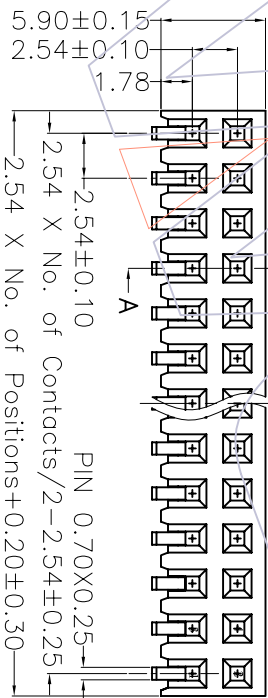 5.90±0.15
2.54±0.10
1.78
2.54±0.10
A
PIN 0.70X0.25
2.54 X No. of Contacts/2-2.54±0.25
2.54 X No. of Positions+0.20±0.30